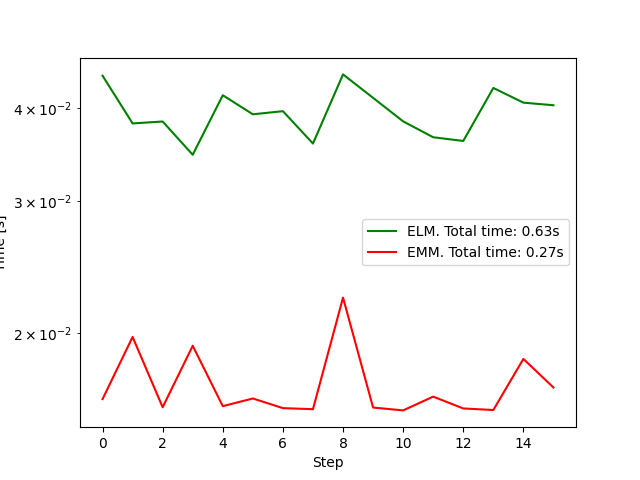 4×10⁻²
3×10⁻²
2×10⁻²
Time [s]
ELM. Total time: 0.63s
EMM. Total time: 0.27s
0 2 4 6 8 10 12 14
Step